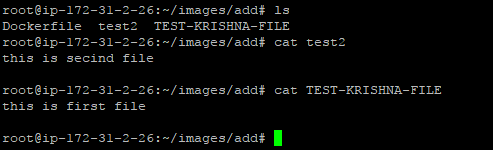 root@ip-172-31-2-26:~/images/add# ls
Dockerfile  test2  TEST-KRISHNA-FILE
root@ip-172-31-2-26:~/images/add# cat test2
this is secind file
root@ip-172-31-2-26:~/images/add# cat TEST-KRISHNA-FILE
this is first file
root@ip-172-31-2-26:~/images/add#